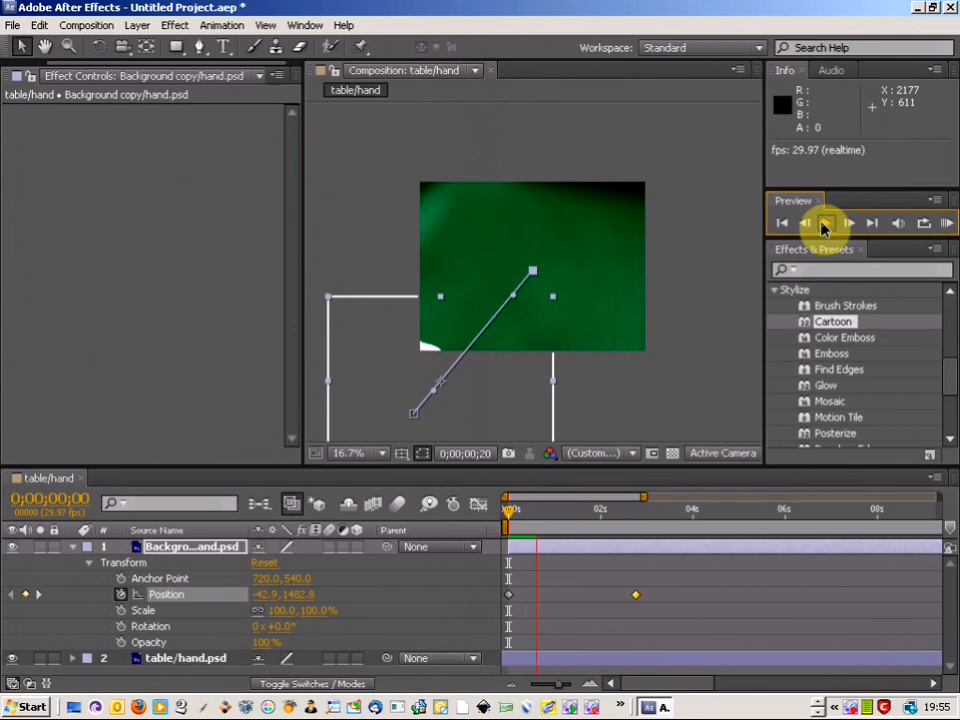 Adobe After Effects - Untitled Project.aep *
File Edit Composition Layer Effect Animation View Window Help
Workspace: Standard Search Help
Effect Controls: Background copy/hand.psd
table/hand • Background copy/hand.psd
Composition: table/hand
table/hand
Info Audio
R : X : 2177
G : Y : 611
B :
A : 0
fps: 29.97 (realtime)
Preview
Effects & Presets
Stylize
Brush Strokes
Cartoon
Color Emboss
Emboss
Find Edges
Glow
Mosaic
Motion Tile
Posterize
16.7% 0;00;00;20 (Custom... Active Camera
table/hand
0;00;00;00
00000 (29.97 fps)
02s 04s 06s 08s
# Source Name Parent
1 Backgro...and.psd None
Transform Reset
Anchor Point 720.0,540.0
Position -42.9,1482.8
Scale 100.0,100.0%
Rotation 0x+0.0°
Opacity 100%
2 table/hand.psd None
Toggle Switches / Modes
Start A. 19:55